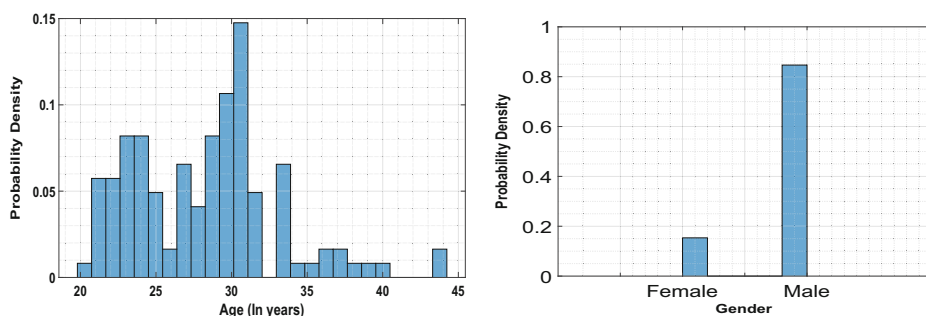 0.15
0.1
0.05
0
20 25 30 35 40 45
Probability Density
Age (In years)
1
0.8
0.6
0.4
0.2
0
Female Male
Probability Density
Gender